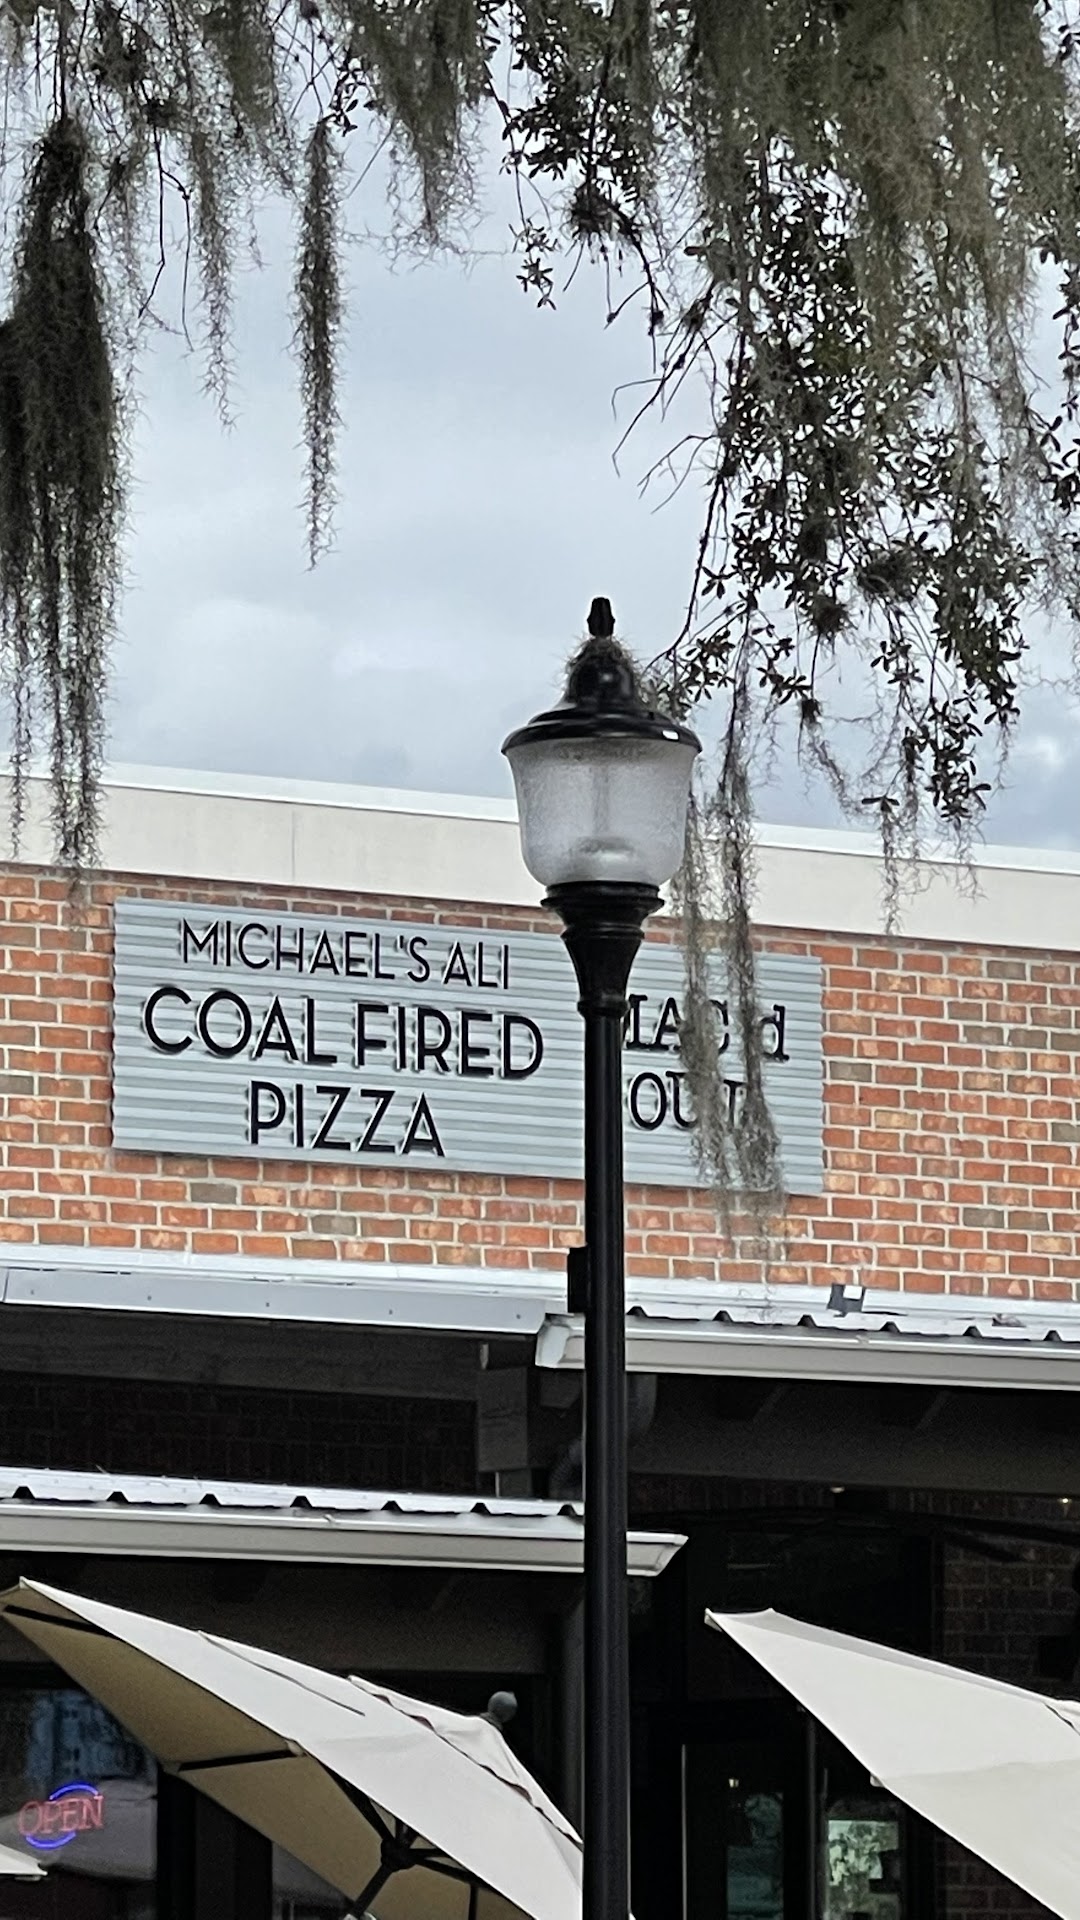 MICHAEL'S ALI
COAL FIRED
PIZZA
OPEN